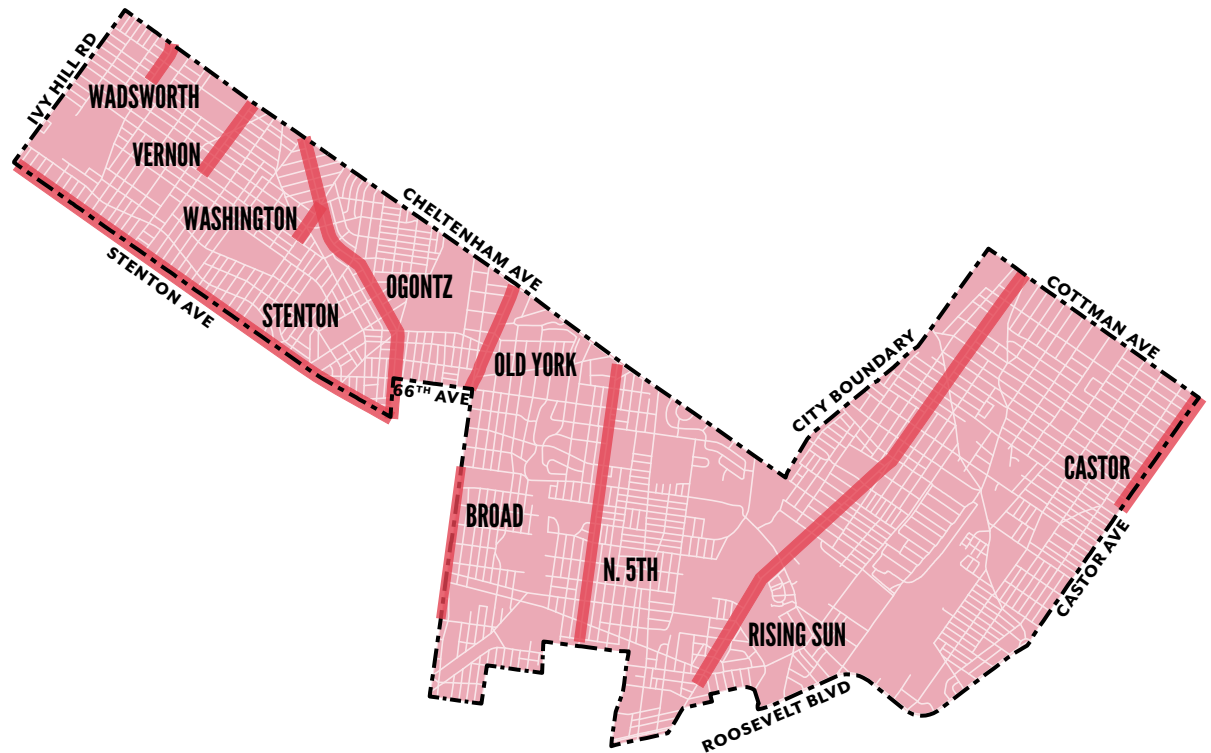 IVY HILL RD
WADSWORTH
VERNON
WASHINGTON
CHELTENHAM AVE
STENTON AVE
STENTON
OGONTZ
OLD YORK
66TH AVE
COTTMAN AVE
CITY BOUNDARY
CASTOR
BROAD
N. 5TH
CASTOR AVE
RISING SUN
ROOSEVELT BLVD